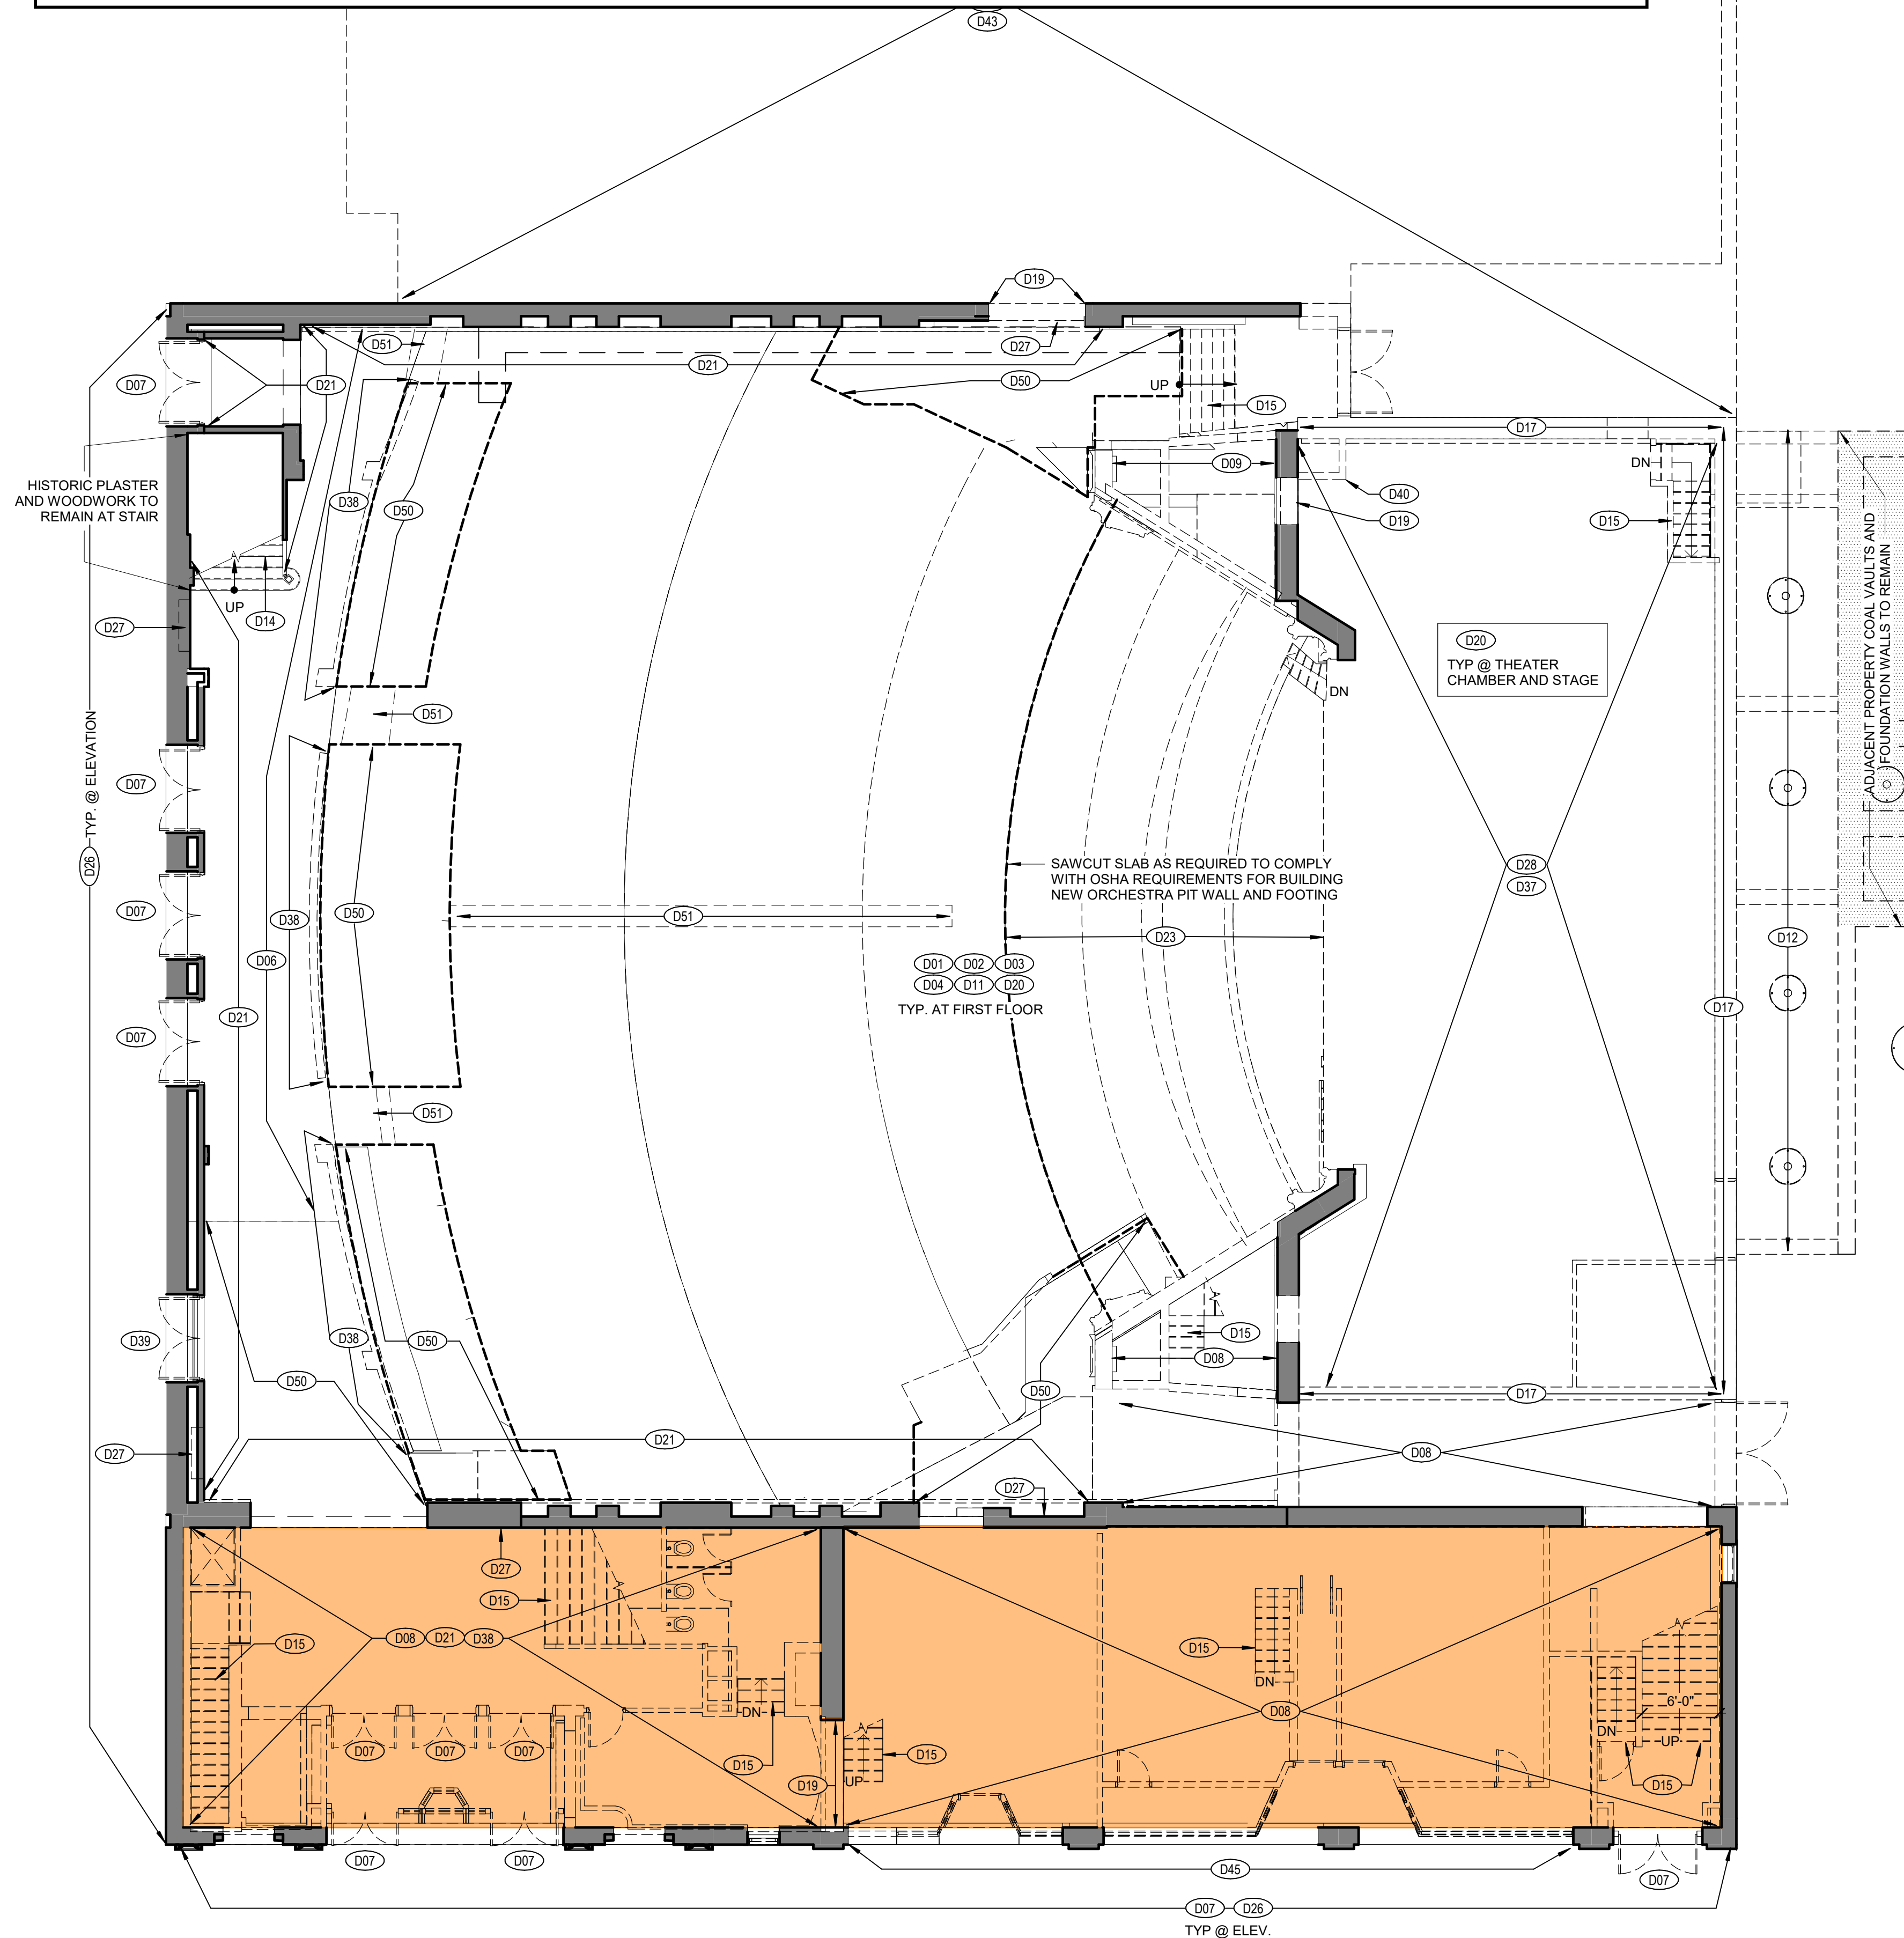 D43
D19
D51
D27
D21
D07
D21
D38
D50
UP
D15
D17
D09
DN
HISTORIC PLASTER
AND WOODWORK TO
REMAIN AT STAIR
D38
D50
D40
D19
D15
ADJACENT PROPERTY COAL VAULTS AND
FOUNDATION WALLS TO REMAIN
UP
D14
D27
D20
TYP @ THEATER
CHAMBER AND STAGE
DN
D51
TYP. @ ELEVATION
D26
D07
SAWCUT SLAB AS REQUIRED TO COMPLY
WITH OSHA REQUIREMENTS FOR BUILDING
NEW ORCHESTRA PIT WALL AND FOOTING
D28
D37
D07
D38
D50
D51
D23
D12
D06
D01 D02 D03
D04 D11 D20
TYP. AT FIRST FLOOR
D21
D07
D17
D51
D39
D38
D50
D15
D08
D50
D50
D17
D27
D21
D08
D27
D27
D15
D15
D08 D21 D38
D15
DN
DN
D08
6'-0"
DN
UP
D07 D07 D07
D15
D19
UP
D15
D15
D07
D07
D45
D07
D07 D26
TYP @ ELEV.